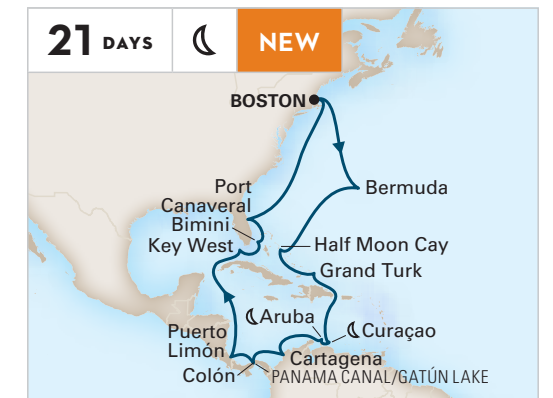 21 DAYS
NEW
BOSTON
Port
Canaveral
Bermuda
Bimini
Key West
Half Moon Cay
Grand Turk
Aruba
Curaçao
Puerto
Limón
Cartagena
Colón
PANAMA CANAL/GATÚN LAKE